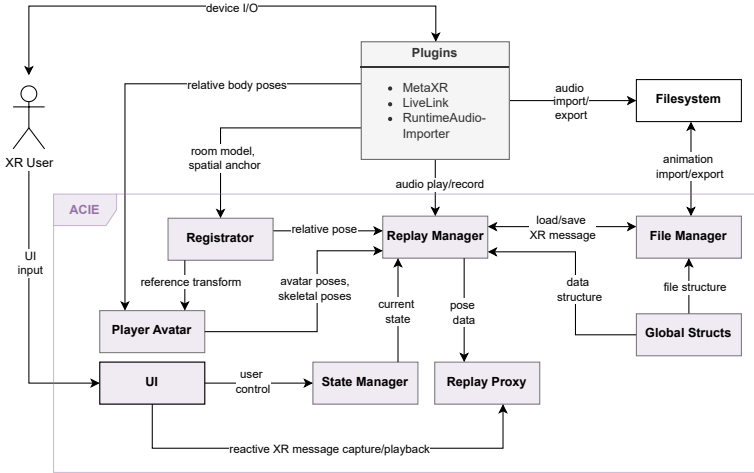 device I/O
Plugins
• MetaXR
• LiveLink
• RuntimeAudio-
Importer
relative body poses
audio
import/
export
Filesystem
XR User
room model,
spatial anchor
audio play/record
animation
import/export
ACIE
Registrator
relative pose
Replay Manager
load/save
XR message
File Manager
UI
input
reference transform
avatar poses,
skeletal poses
current
state
pose
data
data
structure
file structure
Player Avatar
Global Structs
UI
user
control
State Manager
Replay Proxy
reactive XR message capture/playback